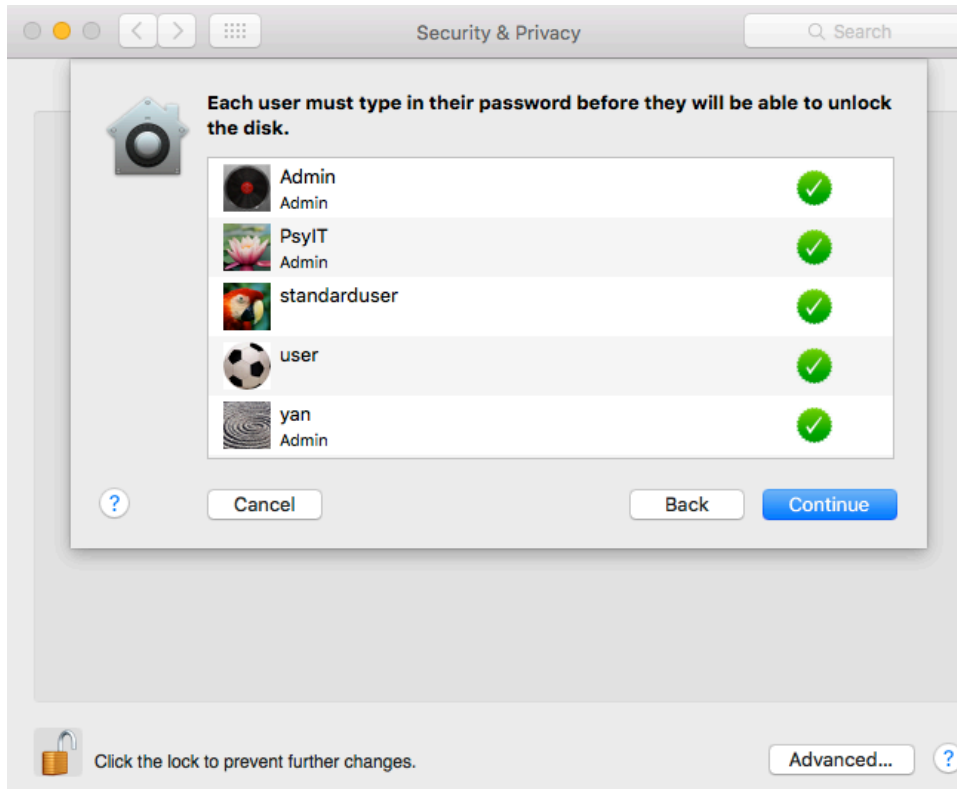 Security & Privacy
Search
Each user must type in their password before they will be able to unlock
the disk.
Admin
Admin
PsyIT
Admin
standarduser
user
yan
Admin
?
Cancel
Back
Continue
Click the lock to prevent further changes.
Advanced...
?